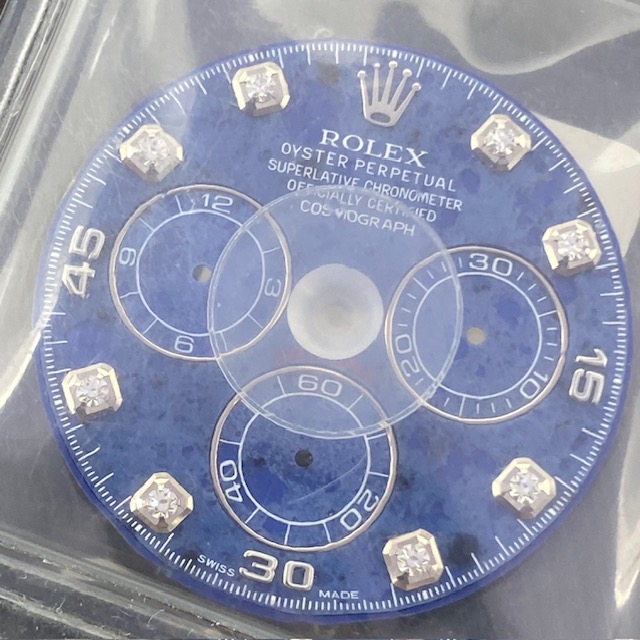 ROLEX
OYSTER PERPETUAL
SUPERLATIVE CHRONOMETER
OFFICIALLY CERTIFIED
COSMOGRAPH
12
3
6
9
30
10
20
60
20
40
45
15
30
SWISS MADE